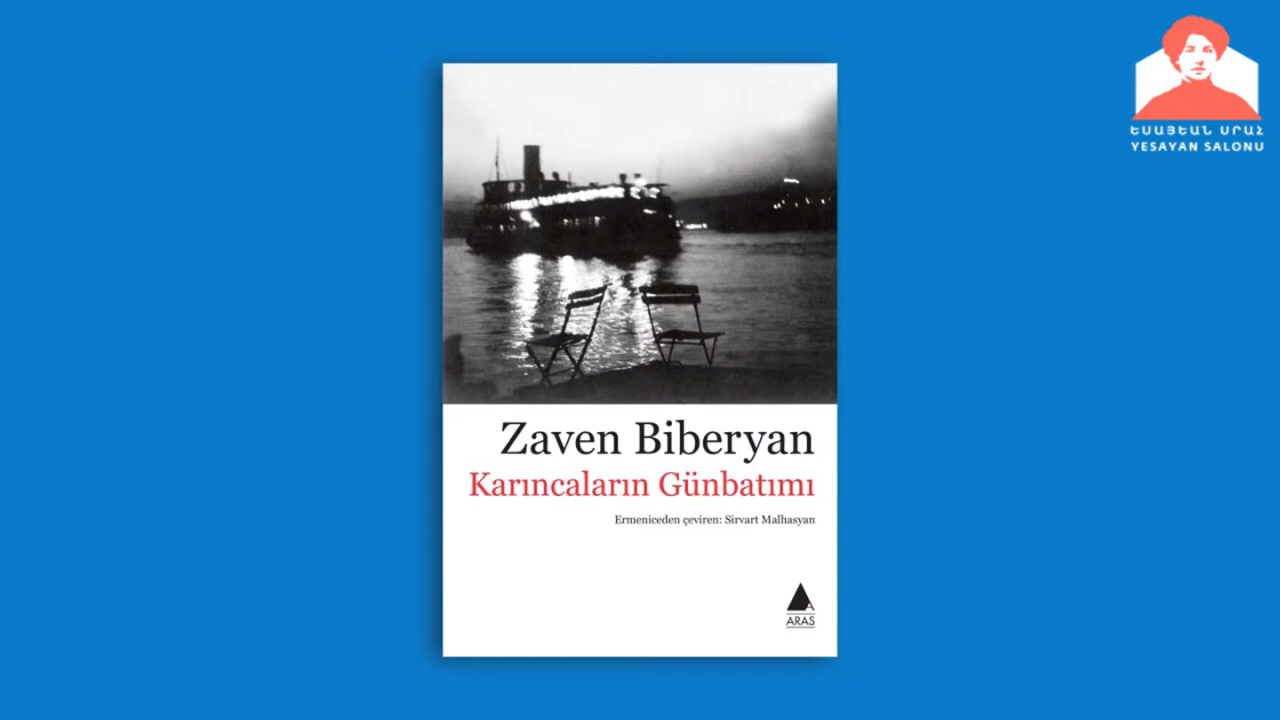 Zaven Biberyan
Karıncaların Günbatımı
Ermeniceden çeviren: Sirvart Malhasyan
ARAS
ԵՍԱՅԵԱՆ ՍՐԱՀ
YESAYAN SALONU